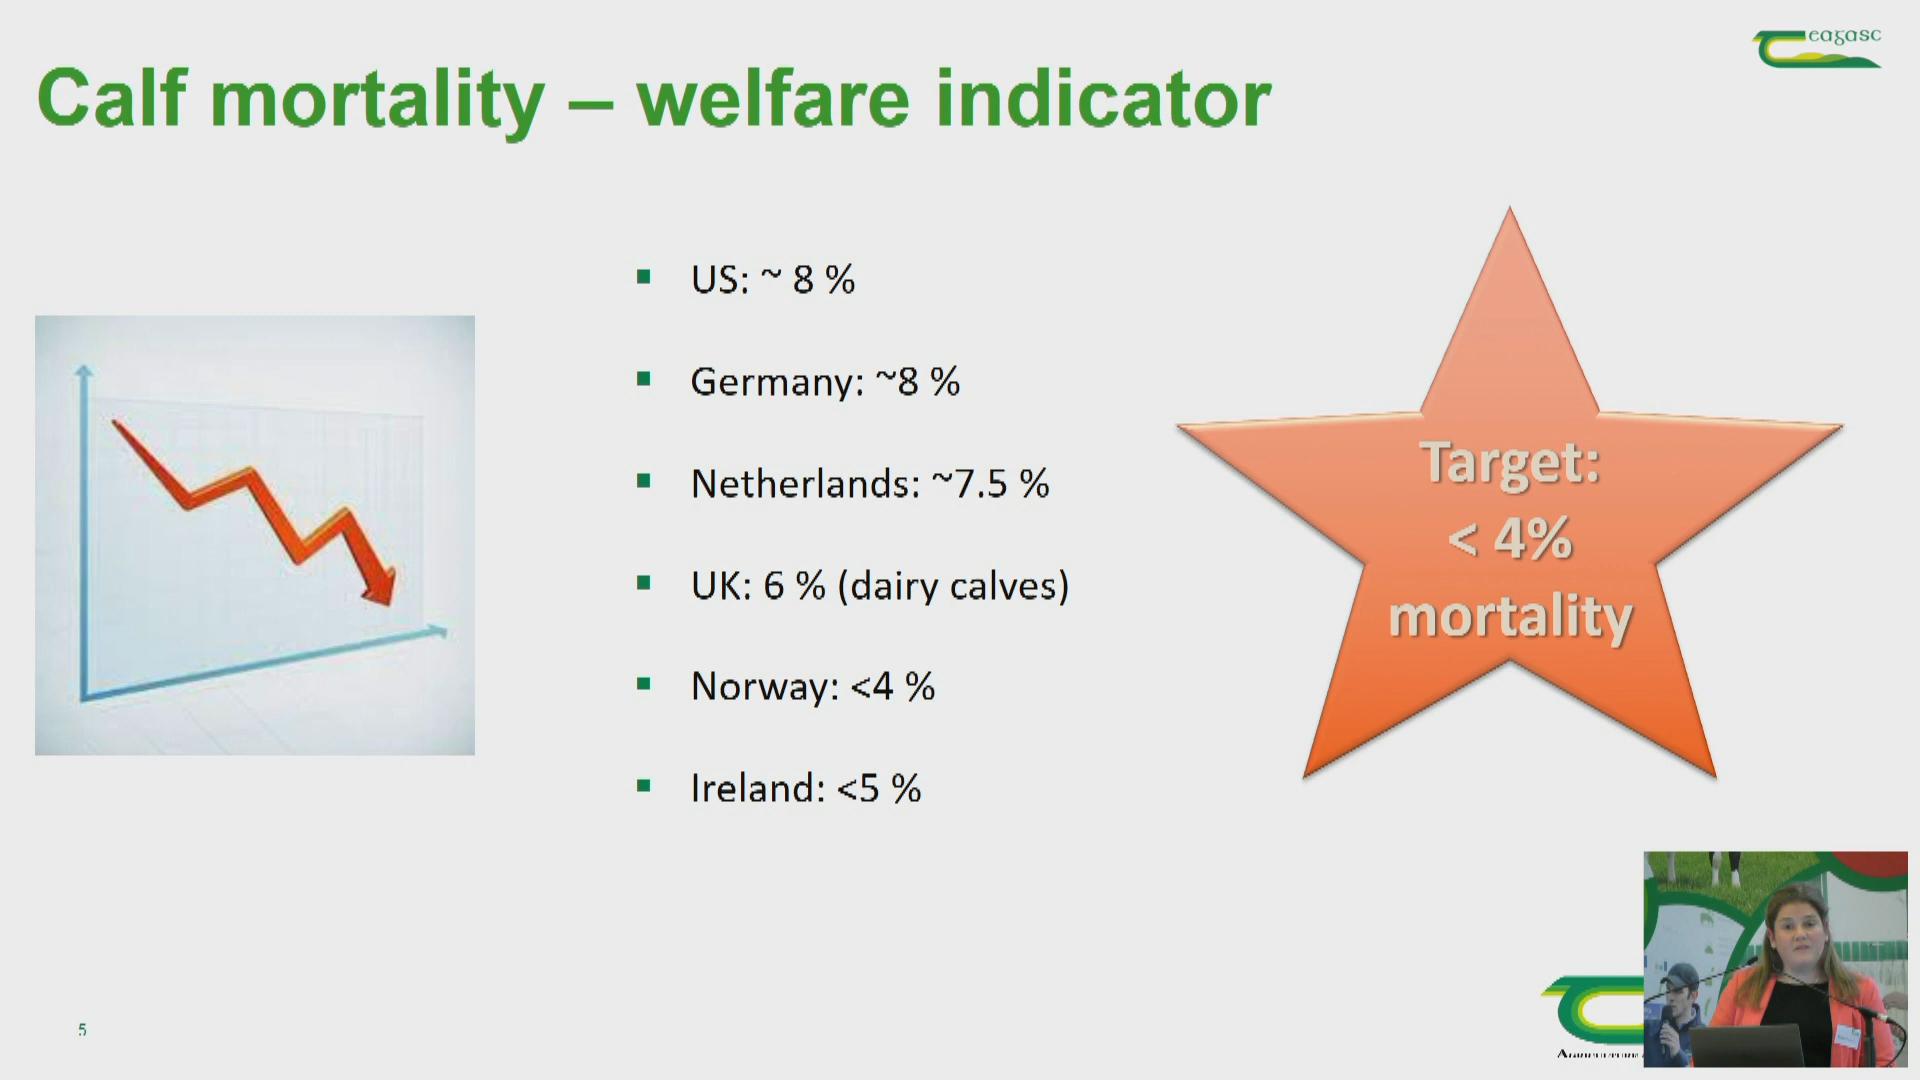 eagasc
Calf mortality – welfare indicator
US: ~ 8 %
Germany: ~8 %
Netherlands: ~7.5 %
UK: 6 % (dairy calves)
Norway: <4 %
Ireland: <5 %
Target:
< 4%
mortality
5